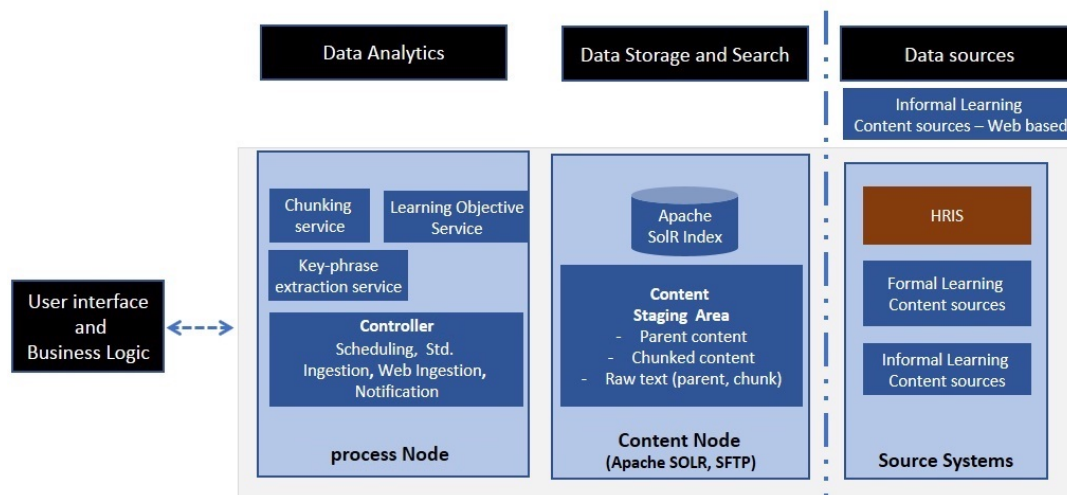 Data Analytics
Data Storage and Search
Data sources
Informal Learning
Content sources – Web based
Chunking
service
Learning Objective
Service
Key-phrase
extraction service
Controller
Scheduling, Std.
Ingestion, Web Ingestion,
Notification
process Node
Apache
SolR Index
Content
Staging Area
- Parent content
- Chunked content
- Raw text (parent, chunk)
Content Node
(Apache SOLR, SFTP)
HRIS
Formal Learning
Content sources
Informal Learning
Content sources
Source Systems
User interface
and
Business Logic